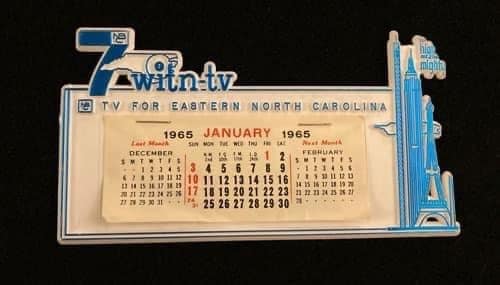 7
witn-tv
high
and the
mighty
TV FOR EASTERN NORTH CAROLINA
1965 JANUARY 1965
Last Month
DECEMBER
S M T W T F S
1 2 3 4 5
6 7 8 9 10 11 12
13 14 15 16 17 18 19
20 21 22 23 24 25 26
27 28 29 30 31
SUN MON TUE WED THU FRI SAT
1 2
3 4 5 6 7 8 9
10 11 12 13 14 15 16
17 18 19 20 21 22 23
24 31 25 26 27 28 29 30
Next Month
FEBRUARY
S M T W T F S
1 2 3 4 5 6
7 8 9 10 11 12 13
14 15 16 17 18 19 20
21 22 23 24 25 26 27
28